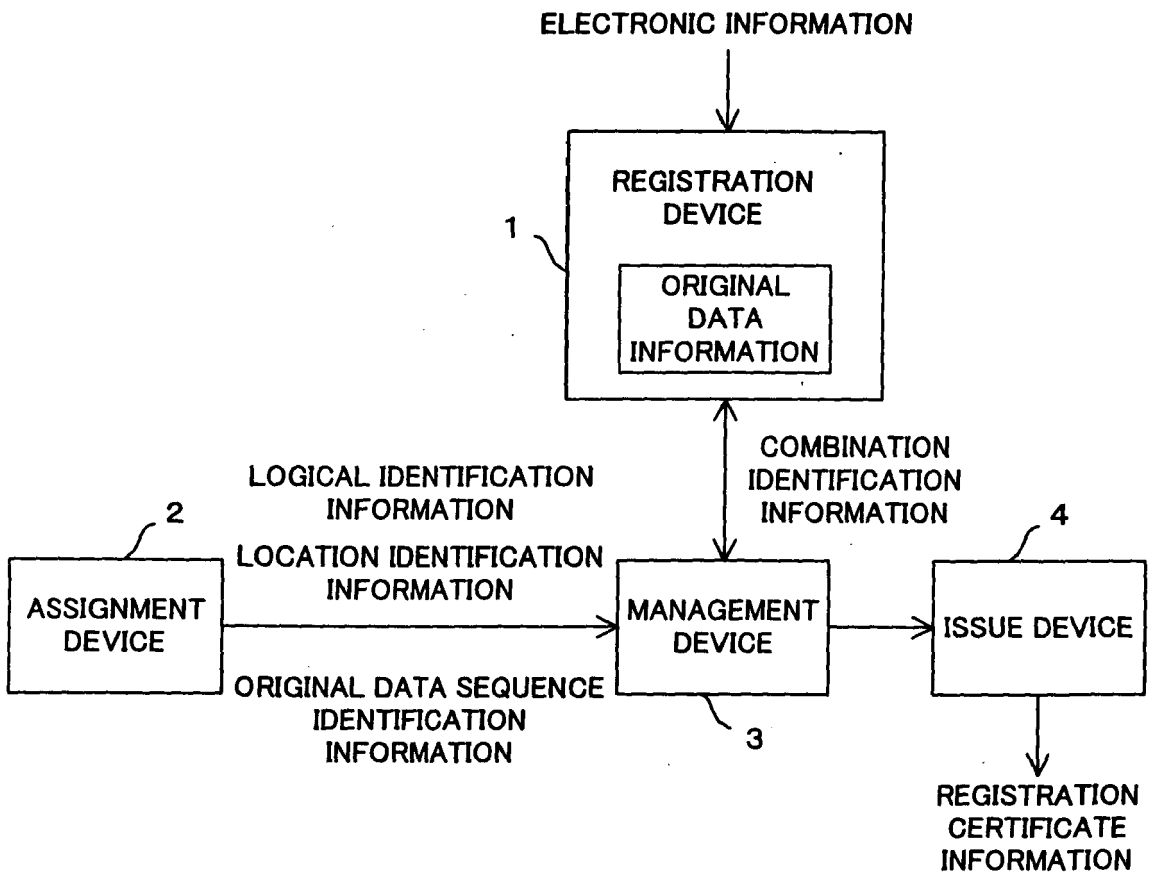 ELECTRONIC INFORMATION
REGISTRATION
DEVICE
1
ORIGINAL
DATA
INFORMATION
COMBINATION
IDENTIFICATION
INFORMATION
LOGICAL IDENTIFICATION
INFORMATION
2
LOCATION IDENTIFICATION
INFORMATION
4
ASSIGNMENT
DEVICE
MANAGEMENT
DEVICE
ISSUE DEVICE
ORIGINAL DATA SEQUENCE
IDENTIFICATION
INFORMATION
3
REGISTRATION
CERTIFICATE
INFORMATION